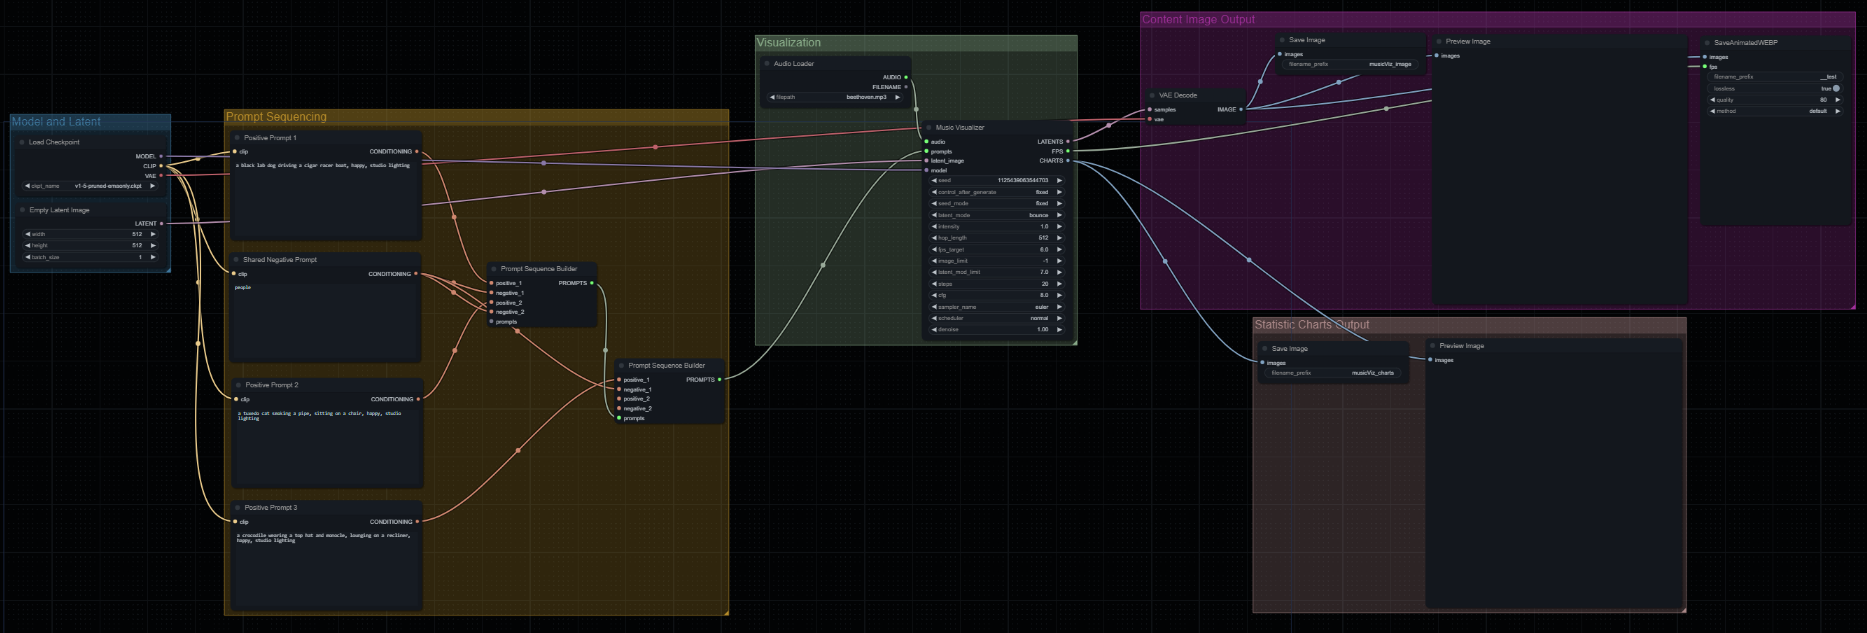 Model and Latent
Load Checkpoint
MODEL
CLIP
VAE
ckpt_name v1-5-pruned-emaonly.ckpt
Empty Latent Image
LATENT
width 512
height 512
batch_size 1
Prompt Sequencing
Positive Prompt 1
clip CONDITIONING
a black lab dog driving a cigar racer boat, happy, studio lighting
Shared Negative Prompt
clip CONDITIONING
people
Positive Prompt 2
clip CONDITIONING
a tuxedo cat smoking a pipe, sitting on a chair, happy, studio
lighting
Positive Prompt 3
clip CONDITIONING
a crocodile wearing a top hat and monocle, lounging on a recliner,
happy, studio lighting
Prompt Sequence Builder
positive_1 PROMPTS
negative_1
positive_2
negative_2
prompts
Prompt Sequence Builder
positive_1 PROMPTS
negative_1
positive_2
negative_2
prompts
Visualization
Audio Loader
AUDIO
FILENAME
filepath beethoven.mp3
Music Visualizer
audio LATENTS
prompts FPS
latent_image CHARTS
model
seed
control_after_generate fixed
seed_mode fixed
latent_mode bounce
intensity 1.0
hop_length 512
fps_target 6.0
image_limit -1
latent_mod_limit 7.0
steps 20
cfg 8.0
sampler_name euler
scheduler normal
denoise 1.00
Content Image Output
VAE Decode
samples IMAGE
vae
Save Image
images
filename_prefix musicViz_image
Preview Image
images
SaveAnimatedWEBP
images
fps
filename_prefix __test
lossless true
quality 80
method default
Statistic Charts Output
Save Image
images
filename_prefix musicViz_charts
Preview Image
images